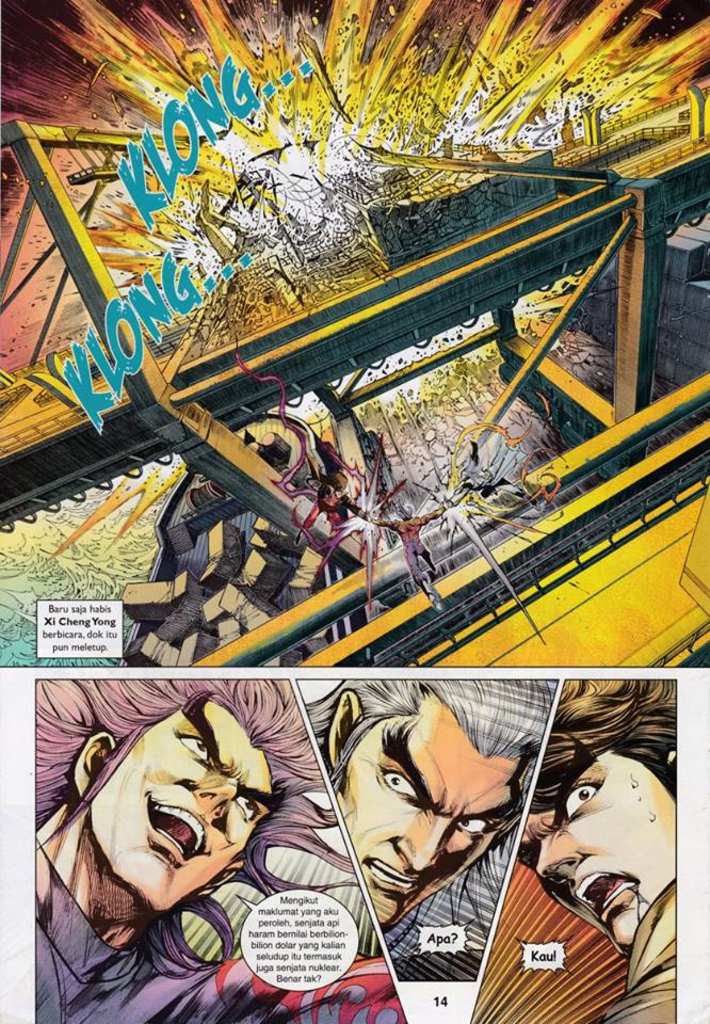 KLONG...
KLONG...
Baru saja habis
Xi Cheng Yong
berbicara, dok itu
pun meletup.
Mengikut
maklumat yang aku
peroleh, senjata api
haram bernilai berbilion-
bilion dolar yang kalian
seludup itu termasuk
juga senjata nuklear.
Benar tak?
Apa?
Kau!
14